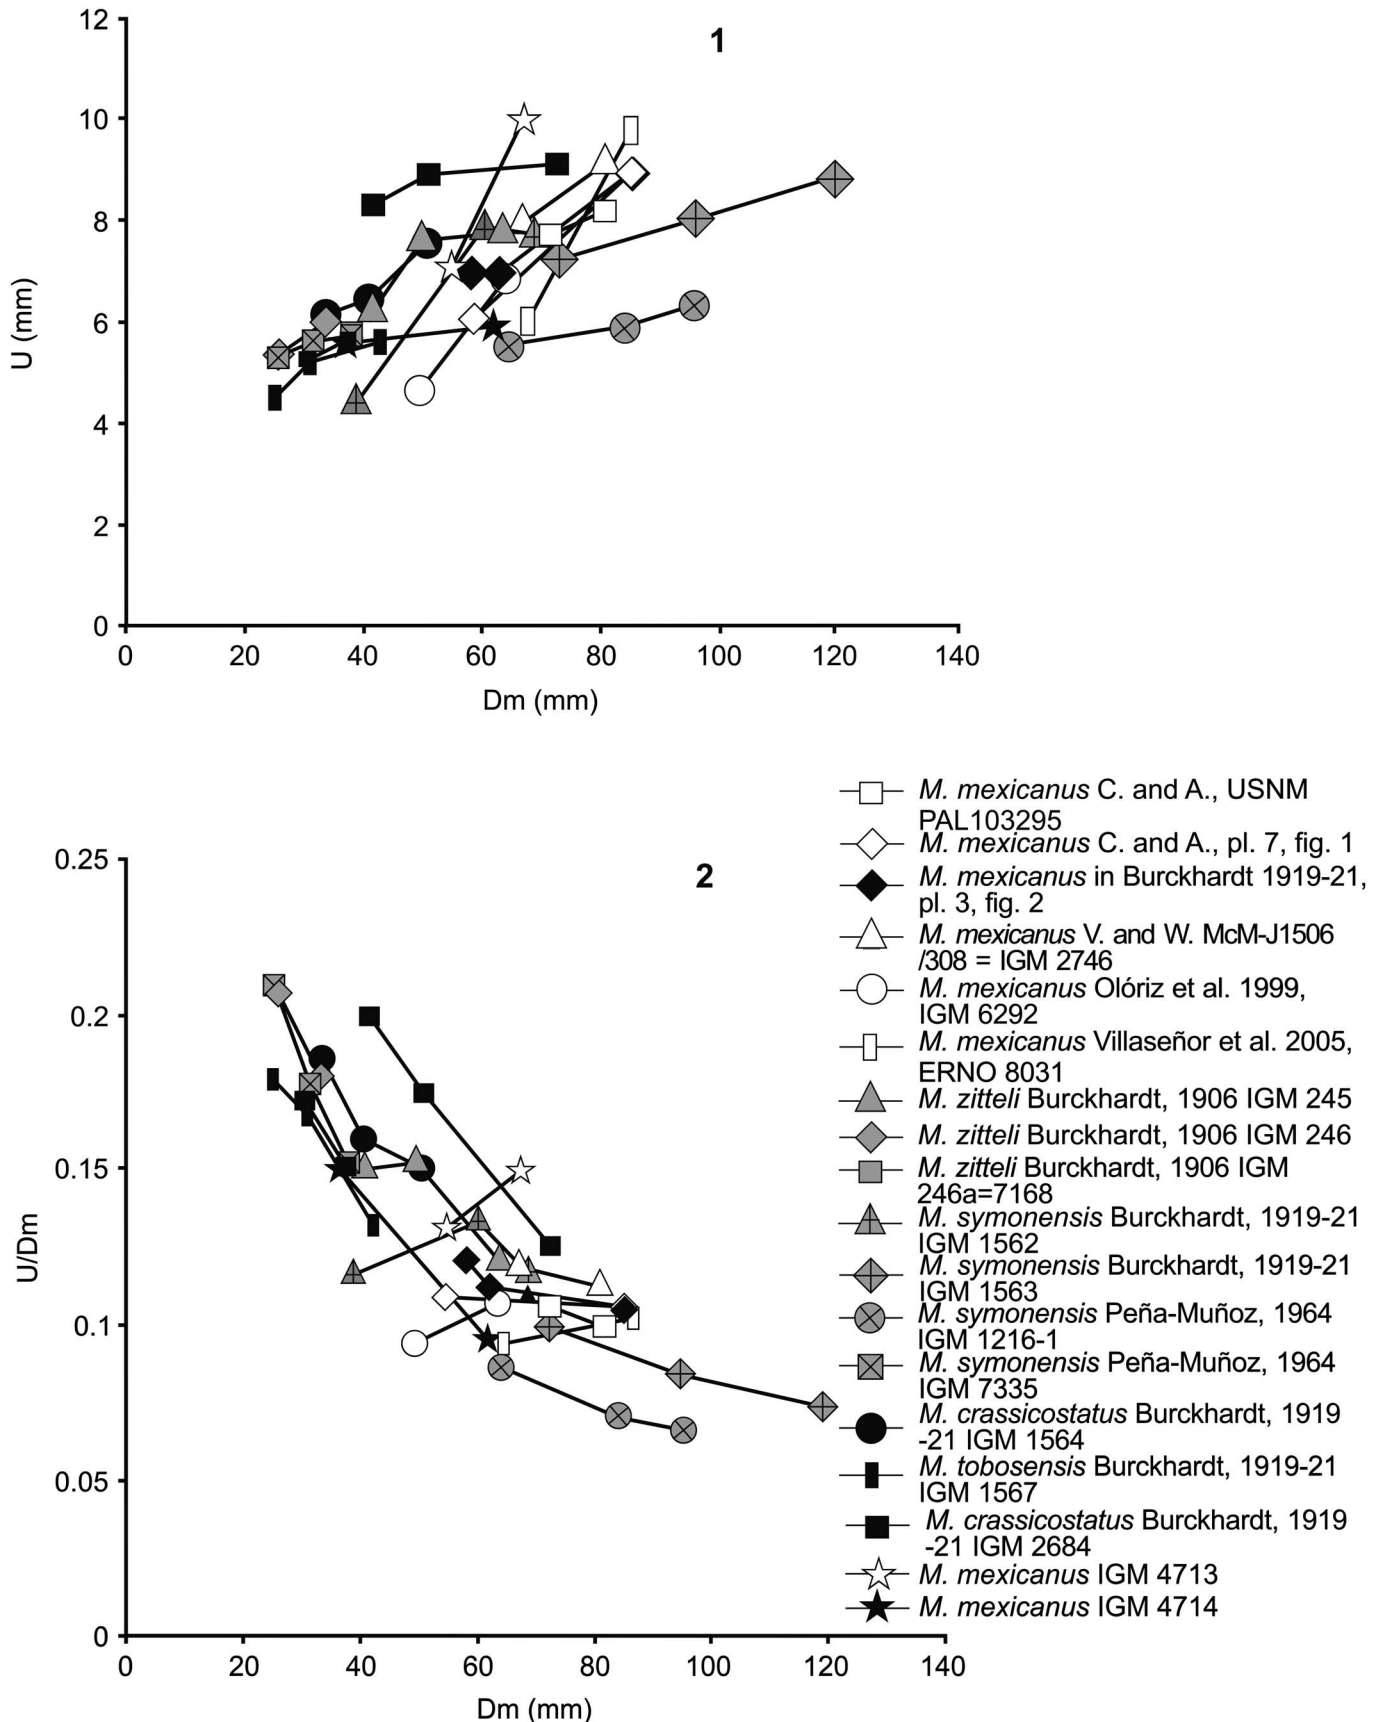 1
12
10
8
6
4
2
0
U (mm)
0 20 40 60 80 100 120 140
Dm (mm)
M. mexicanus C. and A., USNM
PAL103295
M. mexicanus C. and A., pl. 7, fig. 1
M. mexicanus in Burckhardt 1919-21,
pl. 3, fig. 2
M. mexicanus V. and W. McM-J1506
/308 = IGM 2746
M. mexicanus Olóriz et al. 1999,
IGM 6292
M. mexicanus Villaseñor et al. 2005,
ERNO 8031
M. zitteli Burckhardt, 1906 IGM 245
M. zitteli Burckhardt, 1906 IGM 246
M. zitteli Burckhardt, 1906 IGM
246a=7168
M. symonensis Burckhardt, 1919-21
IGM 1562
M. symonensis Burckhardt, 1919-21
IGM 1563
M. symonensis Peña-Muñoz, 1964
IGM 1216-1
M. symonensis Peña-Muñoz, 1964
IGM 7335
M. crassicostatus Burckhardt, 1919
-21 IGM 1564
M. tobosensis Burckhardt, 1919-21
IGM 1567
M. crassicostatus Burckhardt, 1919
-21 IGM 2684
M. mexicanus IGM 4713
M. mexicanus IGM 4714
2
0.25
0.2
0.15
0.1
0.05
0
U/Dm
0 20 40 60 80 100 120 140
Dm (mm)